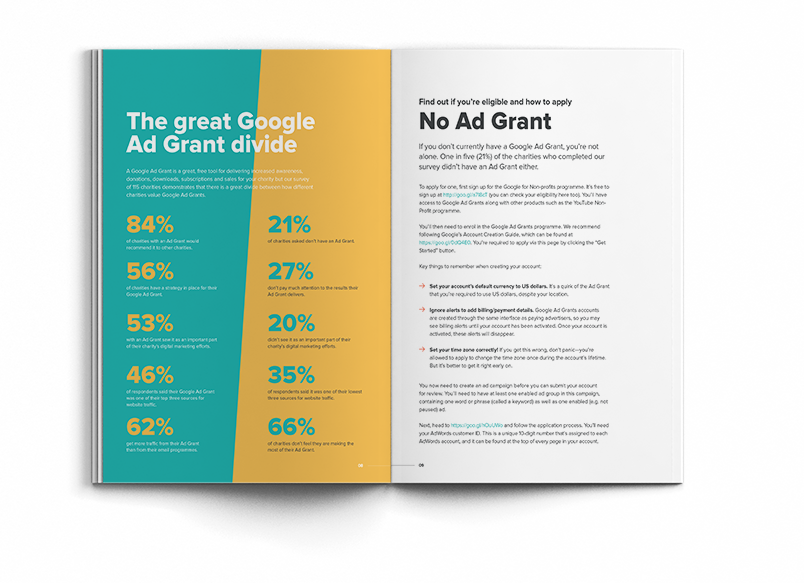 The great Google
Ad Grant divide
A Google Ad Grant is a great, free tool for delivering increased awareness,
donations, downloads, subscriptions and sales for your charity but our survey
of 115 charities demonstrates that there is a great divide between how different
charities value Google Ad Grants.
84%
of charities with an Ad Grant would
recommend it to other charities.
56%
of charities have a strategy in place for their
Google Ad Grant.
53%
with an Ad Grant saw it as an important part
of their charity's digital marketing efforts.
46%
of respondents said their Google Ad Grant
was one of their top three sources for
website traffic.
62%
get more traffic from their Ad Grant
than from their email programmes.
21%
of charities asked don't have an Ad Grant.
27%
don't pay much attention to the results their
Ad Grant delivers.
20%
didn't see it as an important part of their
charity's digital marketing efforts.
35%
of respondents said it was one of their lowest
three sources for website traffic.
66%
of charities don't feel they are making the
most of their Ad Grant.
Find out if you're eligible and how to apply
No Ad Grant
If you don't currently have a Google Ad Grant, you're not
alone. One in five (21%) of the charities who completed our
survey didn't have an Ad Grant either.
To apply for one, first sign up for the Google for Non-profits programme. It's free to
sign up at (you can check your eligibility here too). You'll have
access to Google Ad Grants along with other products such as the YouTube Non-
Profit programme.
You'll then need to enrol in the Google Ad Grants programme. We recommend
following Google's Account Creation Guide, which can be found at
You're required to apply via this page by clicking the "Get
Started" button.
Key things to remember when creating your account:
→ Set your account's default currency to US dollars. It's a quirk of the Ad Grant
that you're required to use US dollars, despite your location.
→ Ignore alerts to add billing/payment details. Google Ad Grants accounts
are created through the same interface as paying advertisers, so you may
see billing alerts until your account has been activated. Once your account is
activated, these alerts will disappear.
→ Set your time zone correctly! If you get this wrong, don't panic—you're
allowed to apply to change the time zone once during the account's lifetime.
But it's better to get it right early on.
You now need to create an ad campaign before you can submit your account
for review. You'll need to have at least one enabled ad group in this campaign,
containing one word or phrase (called a keyword) as well as one enabled (e.g. not
paused) ad.
Next, head to and follow the application process. You'll need
your AdWords customer ID. This is a unique 10-digit number that's assigned to each
AdWords account, and it can be found at the top of every page in your account.